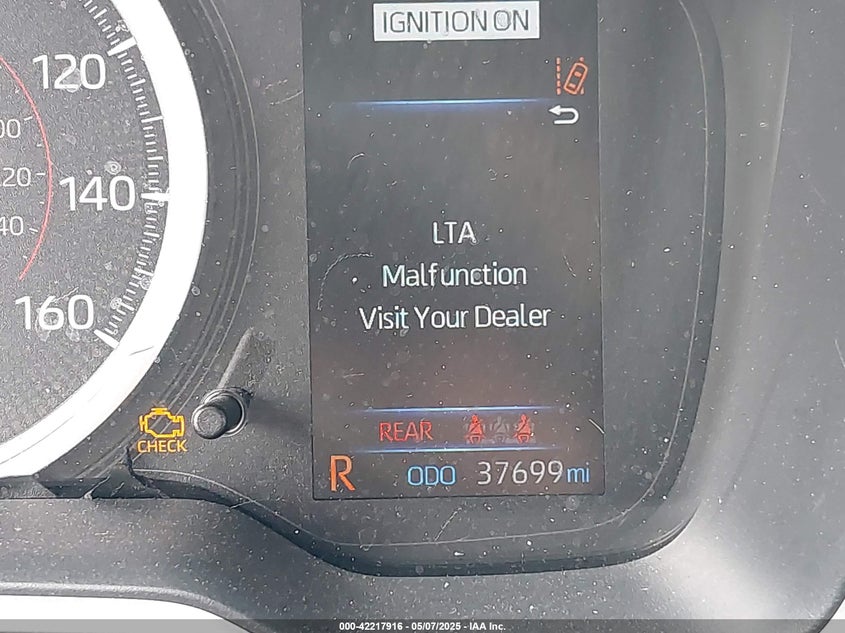 IGNITION ON
120
140
160
LTA
Malfunction
Visit Your Dealer
CHECK
REAR
R ODO 37699 mi
000-42217916 - 05/07/2025 - IAA Inc.